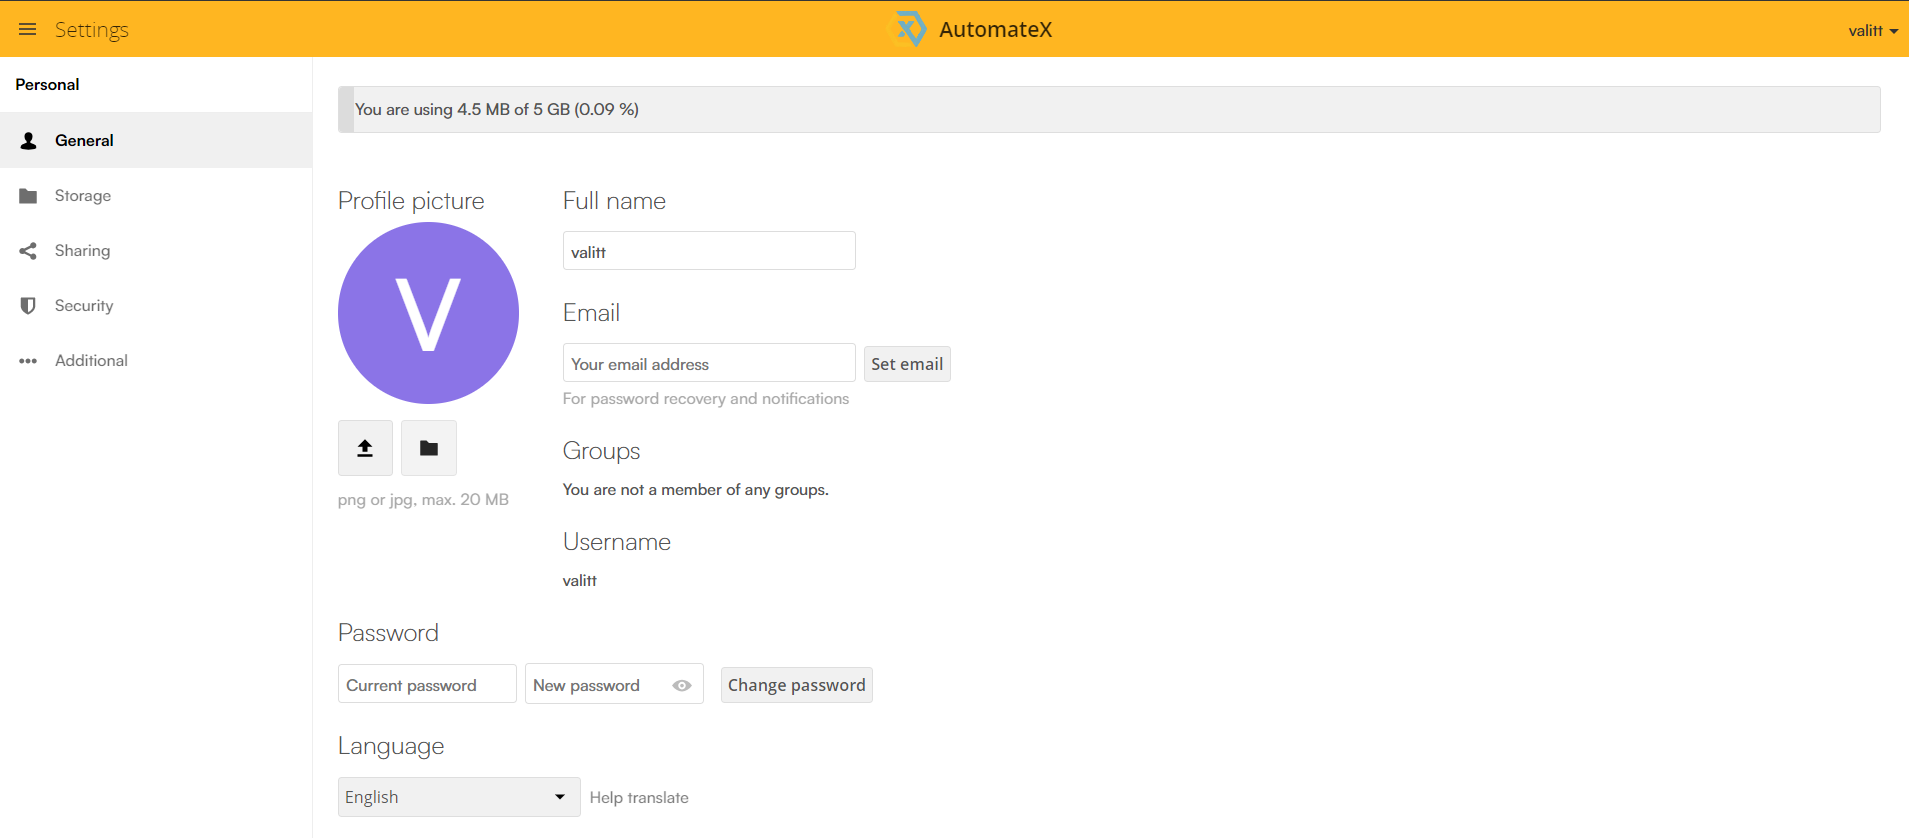 Settings
AutomateX
valitt
Personal
General
Storage
Sharing
Security
Additional
You are using 4.5 MB of 5 GB (0.09 %)
Profile picture
V
png or jpg, max. 20 MB
Full name
valitt
Email
Your email address
Set email
For password recovery and notifications
Groups
You are not a member of any groups.
Username
valitt
Password
Current password
New password
Change password
Language
English
Help translate